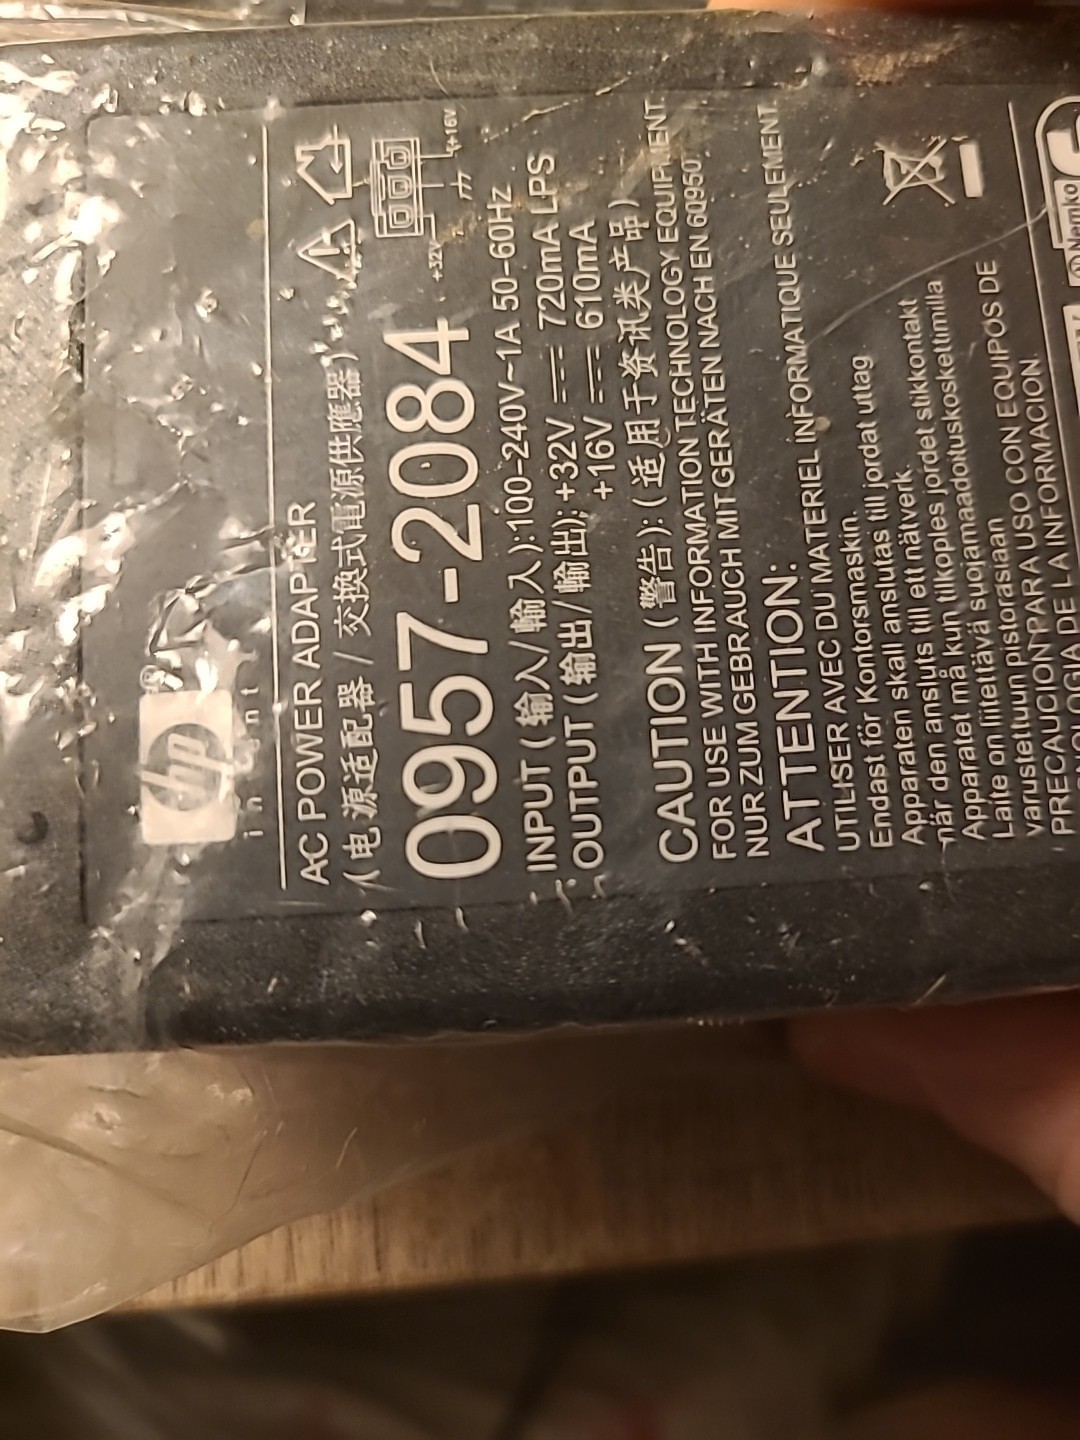 hp
invent
AC POWER ADAPTER
(电源适配器 / 交換式電源供應器)
0957-2084
+32V
+16V
INPUT (输入/輸入):100-240V~1A 50-60Hz
OUTPUT (输出/輸出): +32V 720mA LPS
+16V 610mA
CAUTION (警告): (适用于资讯类产品)
FOR USE WITH INFORMATION TECHNOLOGY EQUIPMENT
NUR ZUM GEBRAUCH MIT GERÄTEN NACH EN 60950
ATTENTION:
UTILISER AVEC DU MATERIEL INFORMATIQUE SEULEMENT
Endast för Kontorsmaskin.
Apparaten skall anslutas till jordat utag
när den ansluts till ett nätverk.
Apparatet må kun tilkoples jordet slikkontakt
Laite on liitettävä suojamaadoituskoskettimilla
varustettuun pistorasiaan
PRECAUCION PARA USO CON EQUIPOS DE
DE LA INFORMACION
Nemko